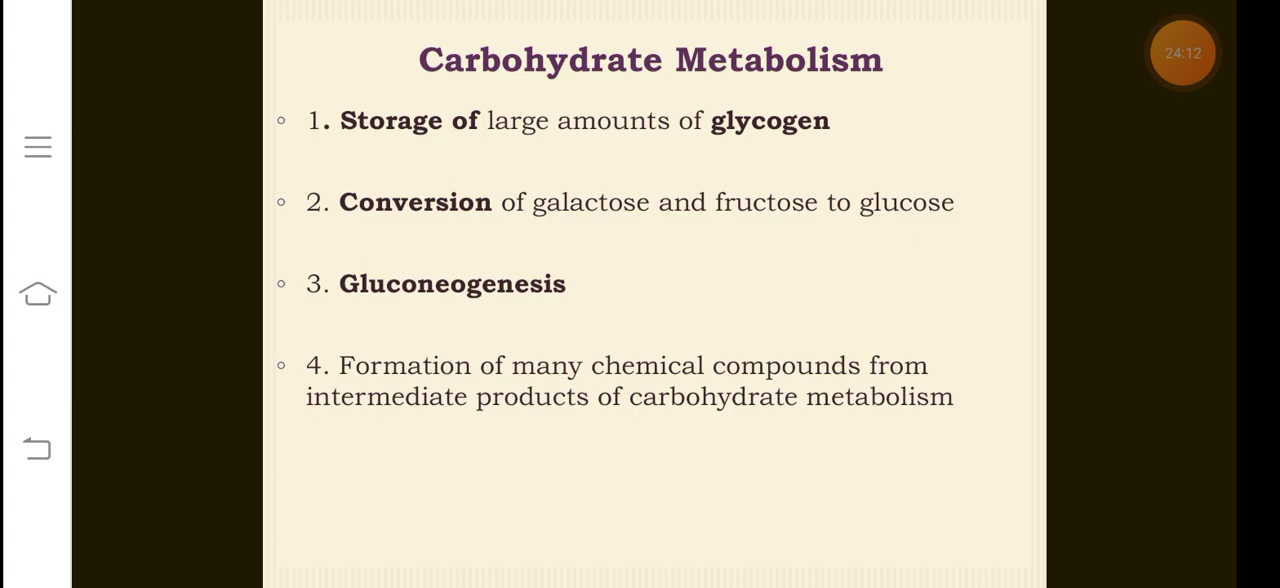 24:12
Carbohydrate Metabolism
1. Storage of large amounts of glycogen
2. Conversion of galactose and fructose to glucose
3. Gluconeogenesis
4. Formation of many chemical compounds from
intermediate products of carbohydrate metabolism